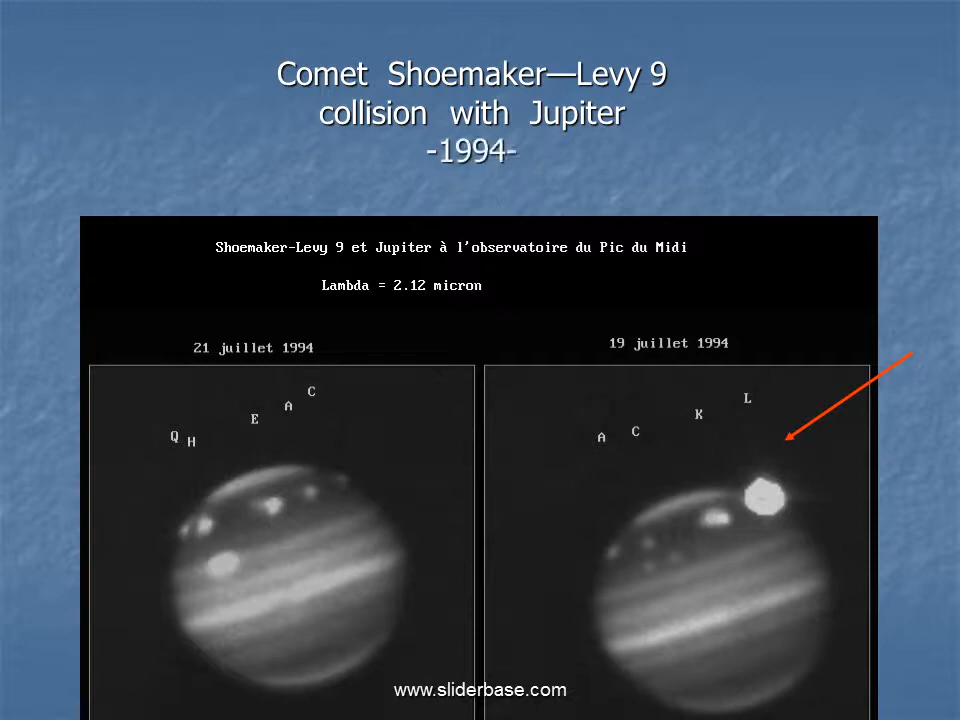 Comet Shoemaker—Levy 9
collision with Jupiter
-1994-
Shoemaker-Levy 9 et Jupiter à l'observatoire du Pic du Midi
Lambda = 2.12 micron
21 juillet 1994
19 juillet 1994
C
A
E
Q H
L
K
C
A
www.sliderbase.com